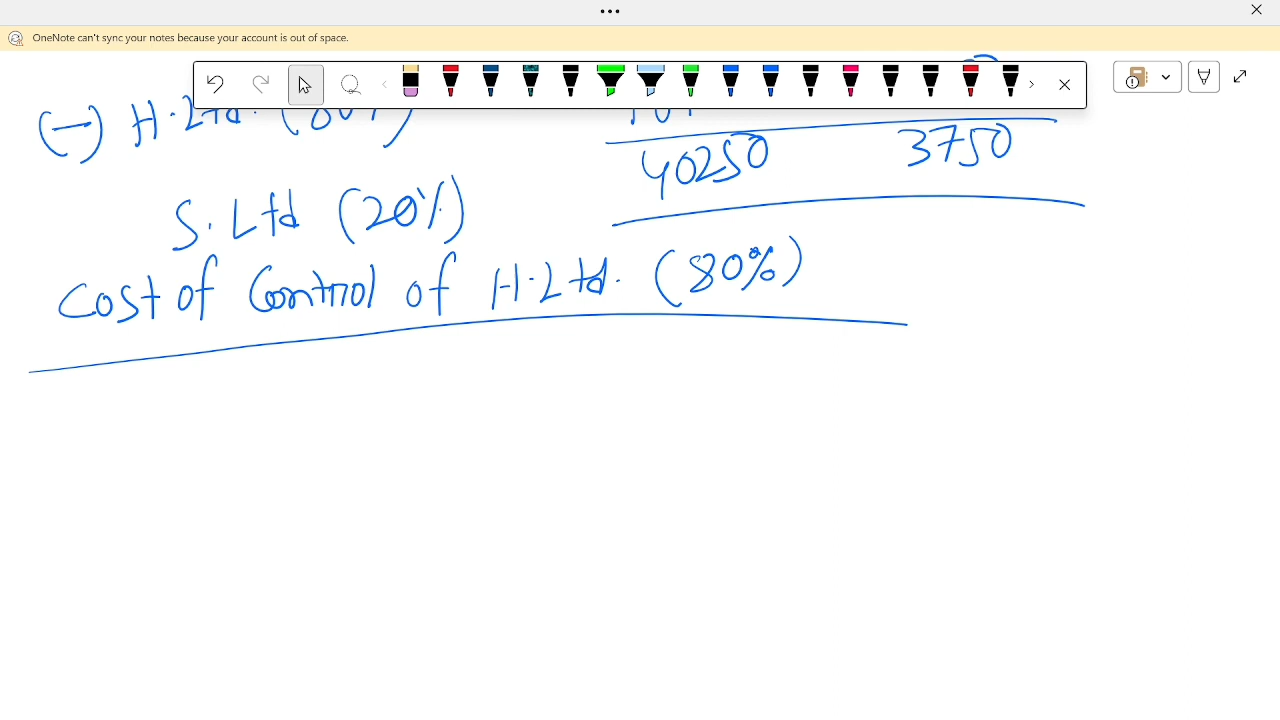 OneNote can't sync your notes because your account is out of space.
(-) H.Ltd.
40250 3750
S. Ltd (20%)
Cost of Control of H.Ltd. (80%)